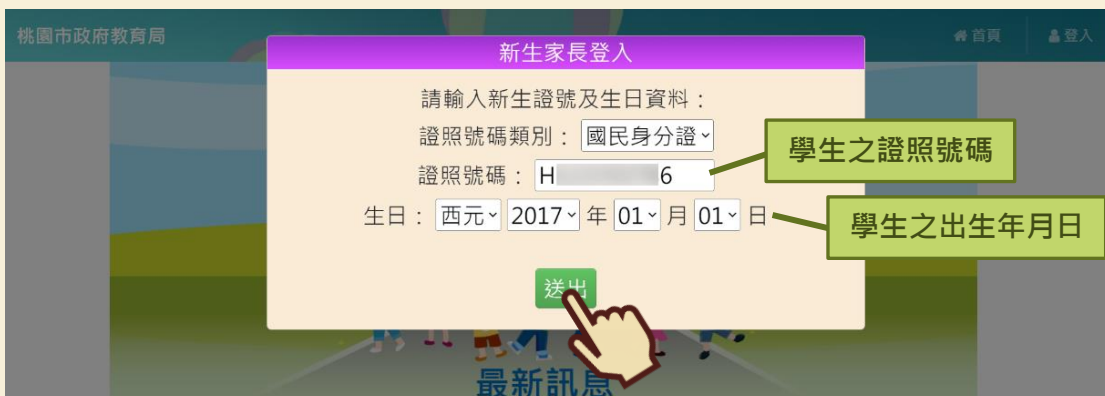 桃園市政府教育局
首頁
登入
新生家長登入
請輸入新生證號及生日資料：
證照號碼類別： 國民身分證
證照號碼： H 6
學生之證照號碼
生日： 西元 2017 年 01 月 01 日
學生之出生年月日
送出
最新訊息